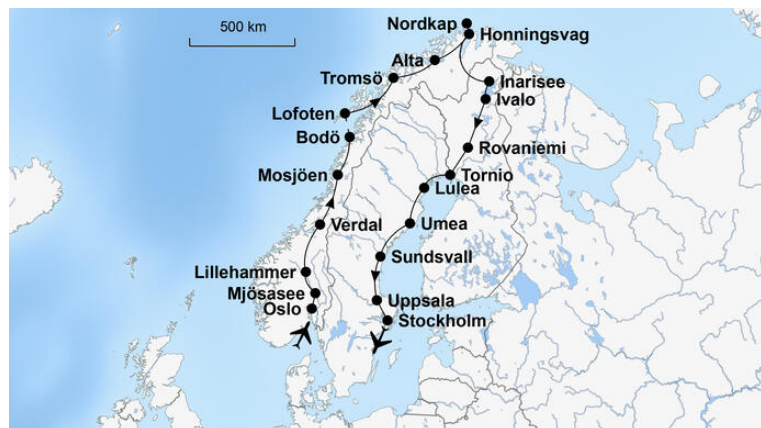 Nordkap
500 km
Honningsvag
Alta
Tromsö
Inarisee
Ivalo
Lofoten
Bodö
Rovaniemi
Mosjöen
Tornio
Lulea
Verdal
Umea
Sundsvall
Lillehammer
Mjösasee
Uppsala
Oslo
Stockholm